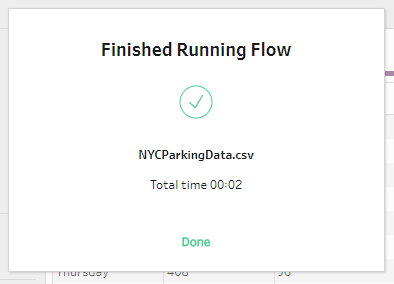 Finished Running Flow
NYCParkingData.csv
Total time 00:02
Done
Thursday 408 96